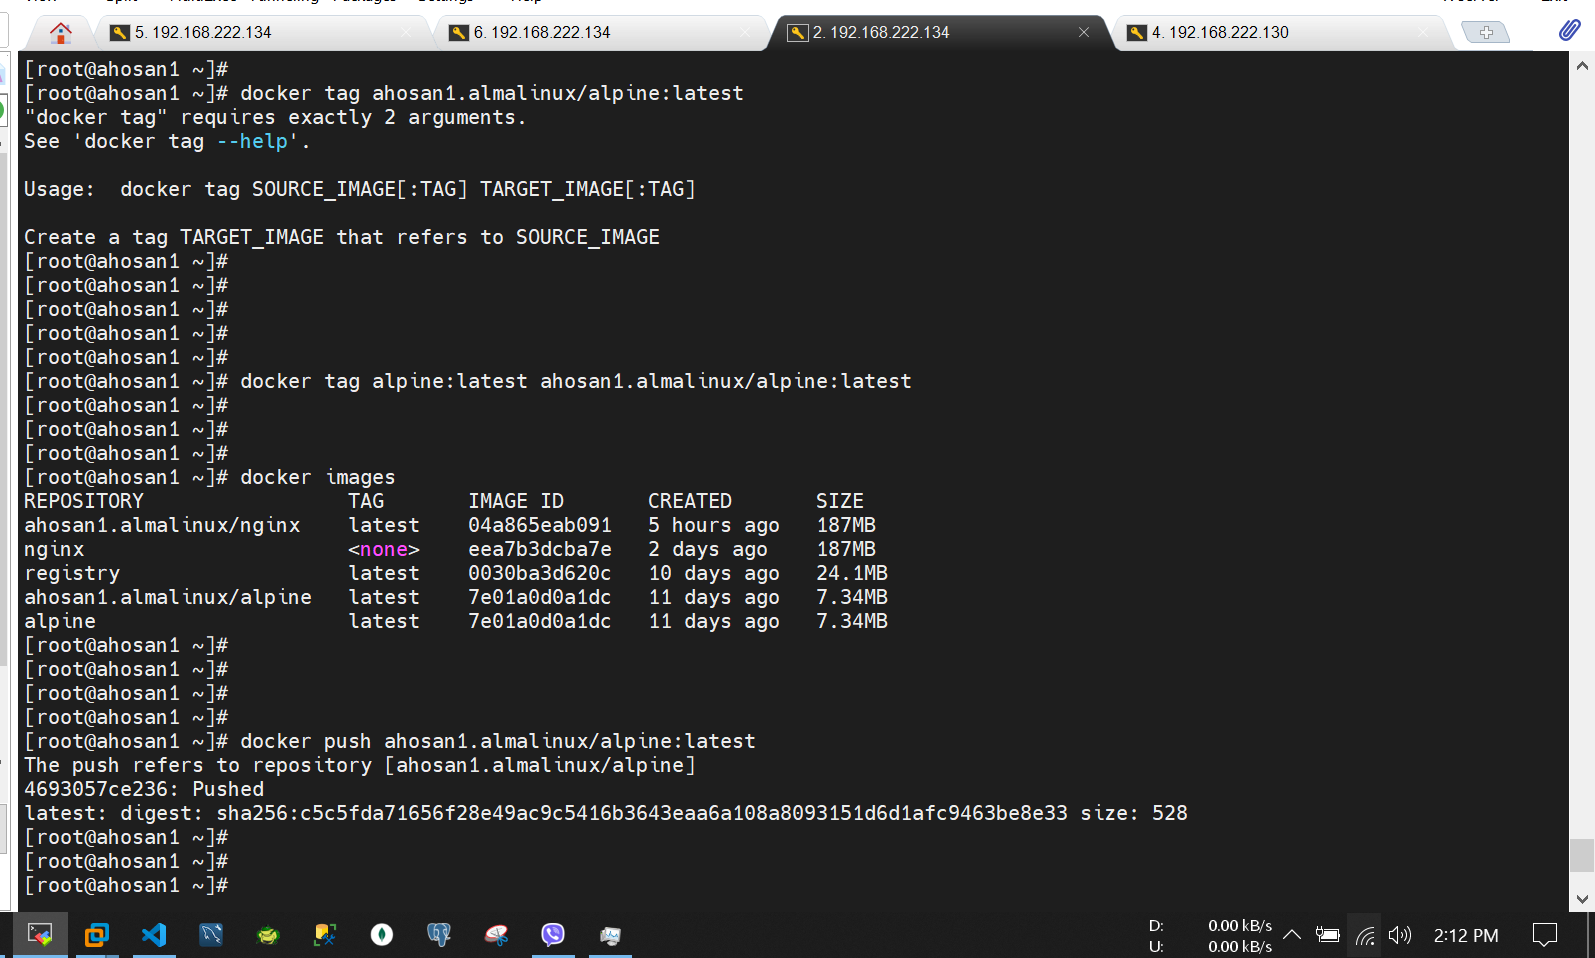 5. 192.168.222.134
6. 192.168.222.134
2. 192.168.222.134
4. 192.168.222.130
[root@ahosan1 ~]#
[root@ahosan1 ~]# docker tag ahosan1.almalinux/alpine:latest
"docker tag" requires exactly 2 arguments.
See 'docker tag --help'.
Usage:  docker tag SOURCE_IMAGE[:TAG] TARGET_IMAGE[:TAG]
Create a tag TARGET_IMAGE that refers to SOURCE_IMAGE
[root@ahosan1 ~]#
[root@ahosan1 ~]#
[root@ahosan1 ~]#
[root@ahosan1 ~]#
[root@ahosan1 ~]#
[root@ahosan1 ~]# docker tag alpine:latest ahosan1.almalinux/alpine:latest
[root@ahosan1 ~]#
[root@ahosan1 ~]#
[root@ahosan1 ~]#
[root@ahosan1 ~]# docker images
REPOSITORY                 TAG       IMAGE ID       CREATED       SIZE
ahosan1.almalinux/nginx    latest    04a865eab091   5 hours ago   187MB
nginx                      <none>    eea7b3dcba7e   2 days ago    187MB
registry                   latest    0030ba3d620c   10 days ago   24.1MB
ahosan1.almalinux/alpine   latest    7e01a0d0a1dc   11 days ago   7.34MB
alpine                     latest    7e01a0d0a1dc   11 days ago   7.34MB
[root@ahosan1 ~]#
[root@ahosan1 ~]#
[root@ahosan1 ~]#
[root@ahosan1 ~]#
[root@ahosan1 ~]# docker push ahosan1.almalinux/alpine:latest
The push refers to repository [ahosan1.almalinux/alpine]
4693057ce236: Pushed
latest: digest: sha256:c5c5fda71656f28e49ac9c5416b3643eaa6a108a8093151d6d1afc9463be8e33 size: 528
[root@ahosan1 ~]#
[root@ahosan1 ~]#
[root@ahosan1 ~]#
D: 0.00 kB/s
U: 0.00 kB/s
2:12 PM